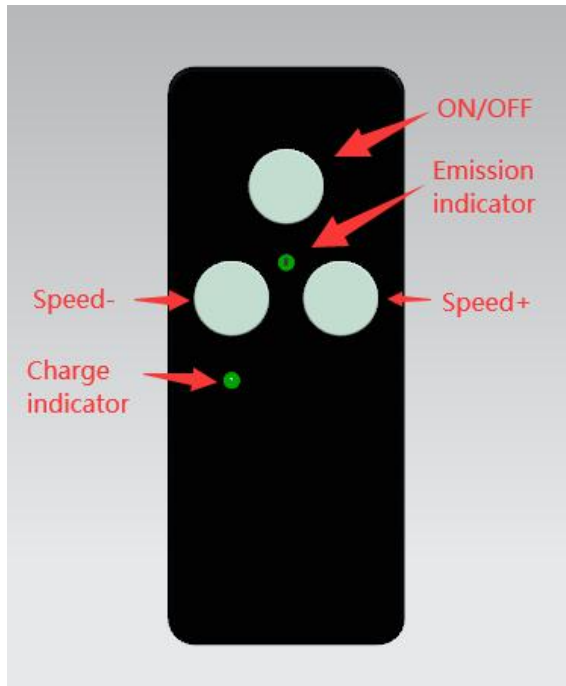 ON/OFF
Emission
indicator
Speed-
Speed+
Charge
indicator